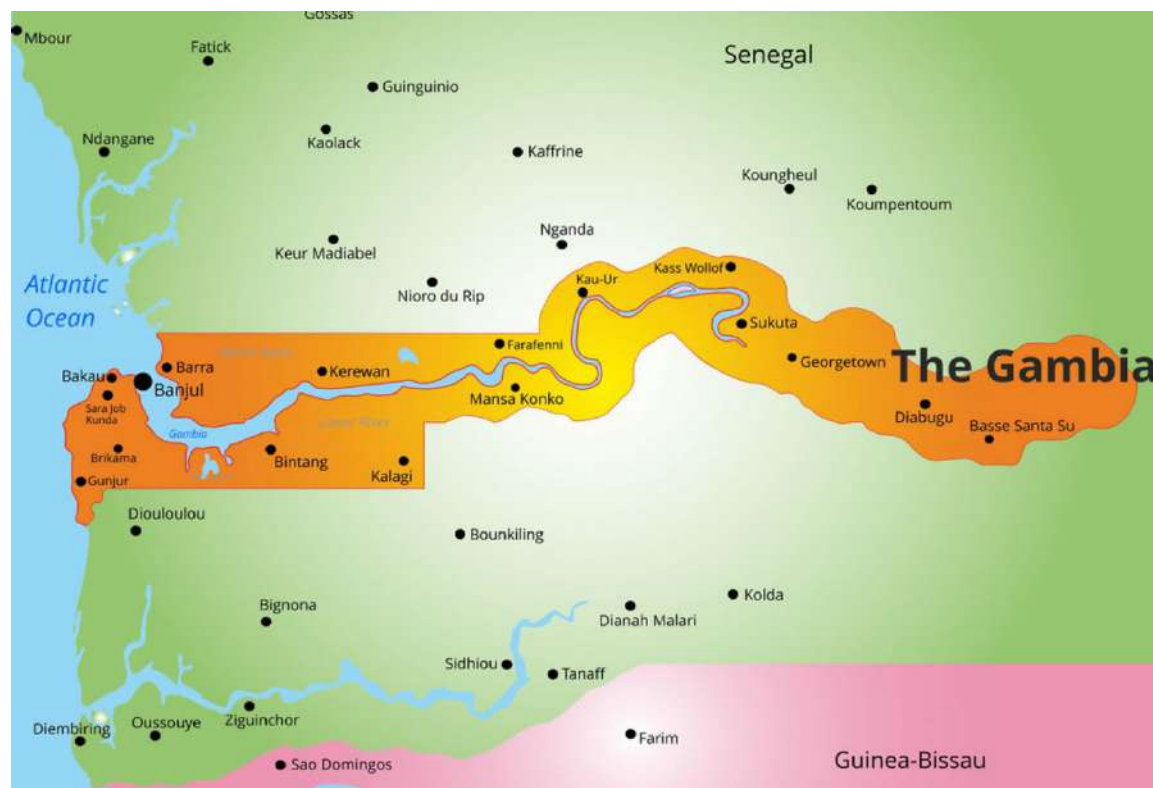 Gossas
Mbour
Fatick
Senegal
Guinguinio
Ndangane
Kaolack
Kaffrine
Koungheul
Koumpentoum
Nganda
Keur Madiabel
Kass Wollof
Kau-Ur
Atlantic
Ocean
Nioro du Rip
Sukuta
Farafenni
Georgetown
The Gambia
Barra
Kerewan
Bakau
Banjul
Mansa Konko
Sara Job
Kunda
Diabugu
Lower River
Basse Santa Su
Gambia
Brikama
Bintang
Kalagi
Gunjur
Diouloulou
Bounkiling
Kolda
Bignona
Dianah Malari
Sidhiou
Tanaff
Ziguinchor
Oussouye
Diembiring
Farim
Guinea-Bissau
Sao Domingos